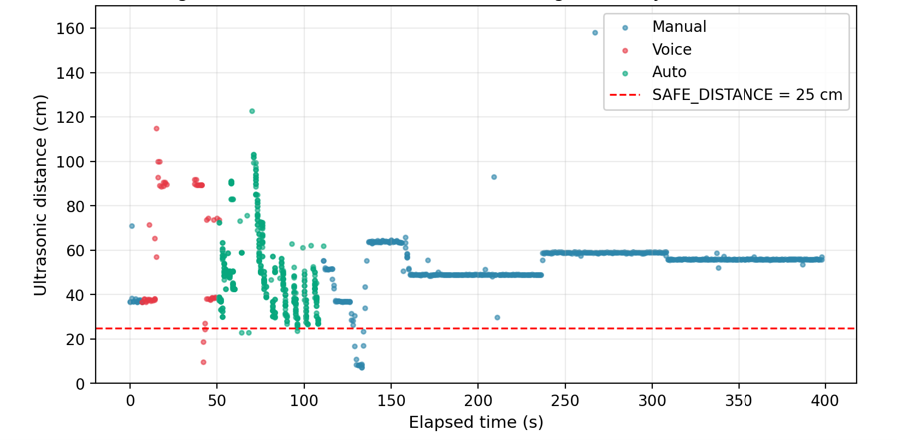 160
140
120
100
80
60
40
20
0
Ultrasonic distance (cm)
Manual
Voice
Auto
SAFE_DISTANCE = 25 cm
0 50 100 150 200 250 300 350 400
Elapsed time (s)